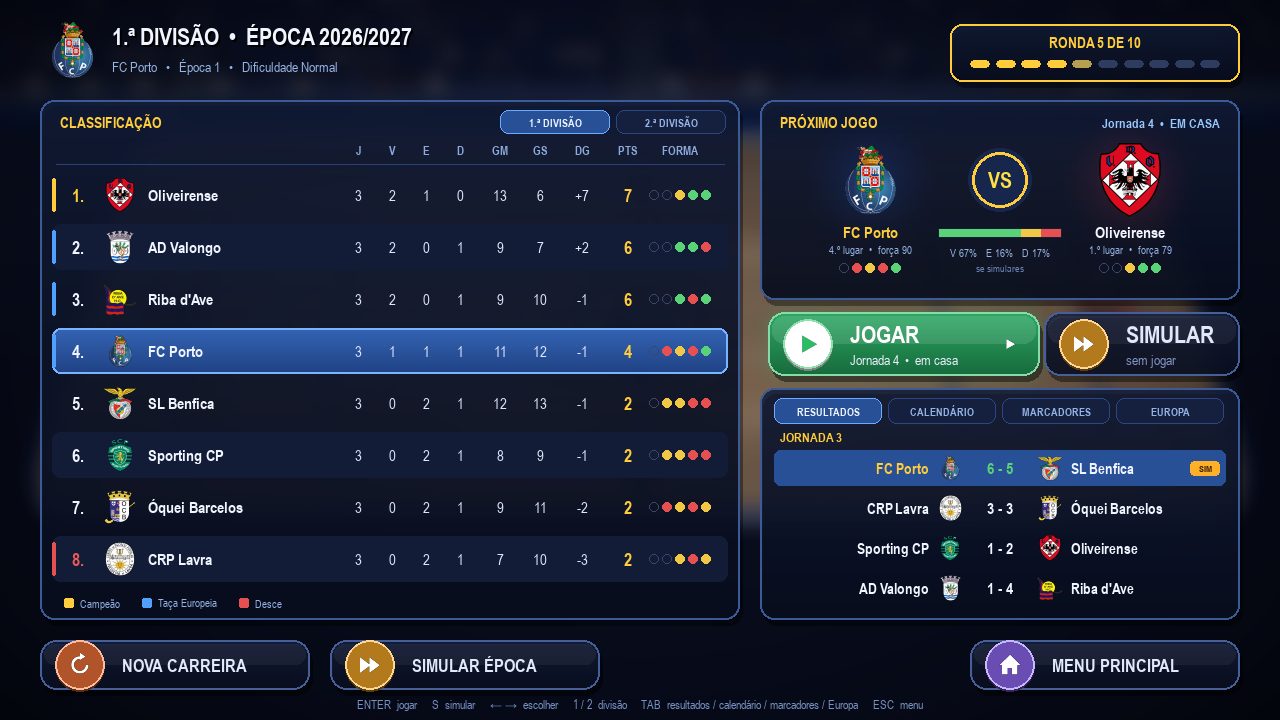 1.ª DIVISÃO • ÉPOCA 2026/2027
FC Porto • Época 1 • Dificuldade Normal
RONDA 5 DE 10
CLASSIFICAÇÃO
1.ª DIVISÃO
2.ª DIVISÃO
J V E D GM GS DG PTS FORMA
1. Oliveirense 3 2 1 0 13 6 +7 7
2. AD Valongo 3 2 0 1 9 7 +2 6
3. Riba d'Ave 3 2 0 1 9 10 -1 6
4. FC Porto 3 1 1 1 11 12 -1 4
5. SL Benfica 3 0 2 1 12 13 -1 2
6. Sporting CP 3 0 2 1 8 9 -1 2
7. Óquei Barcelos 3 0 2 1 9 11 -2 2
8. CRP Lavra 3 0 2 1 7 10 -3 2
Campeão Taça Europeia Desce
PRÓXIMO JOGO
Jornada 4 • EM CASA
VS
FC Porto
4.º lugar • força 90
V 67% E 16% D 17%
se simulares
Oliveirense
1.º lugar • força 79
JOGAR
Jornada 4 • em casa
SIMULAR
sem jogar
RESULTADOS CALENDÁRIO MARCADORES EUROPA
JORNADA 3
FC Porto 6 - 5 SL Benfica SIM
CRP Lavra 3 - 3 Óquei Barcelos
Sporting CP 1 - 2 Oliveirense
AD Valongo 1 - 4 Riba d'Ave
NOVA CARREIRA
SIMULAR ÉPOCA
MENU PRINCIPAL
ENTER jogar S simular ←→ escolher 1 / 2 divisão TAB resultados / calendário / marcadores / Europa ESC menu